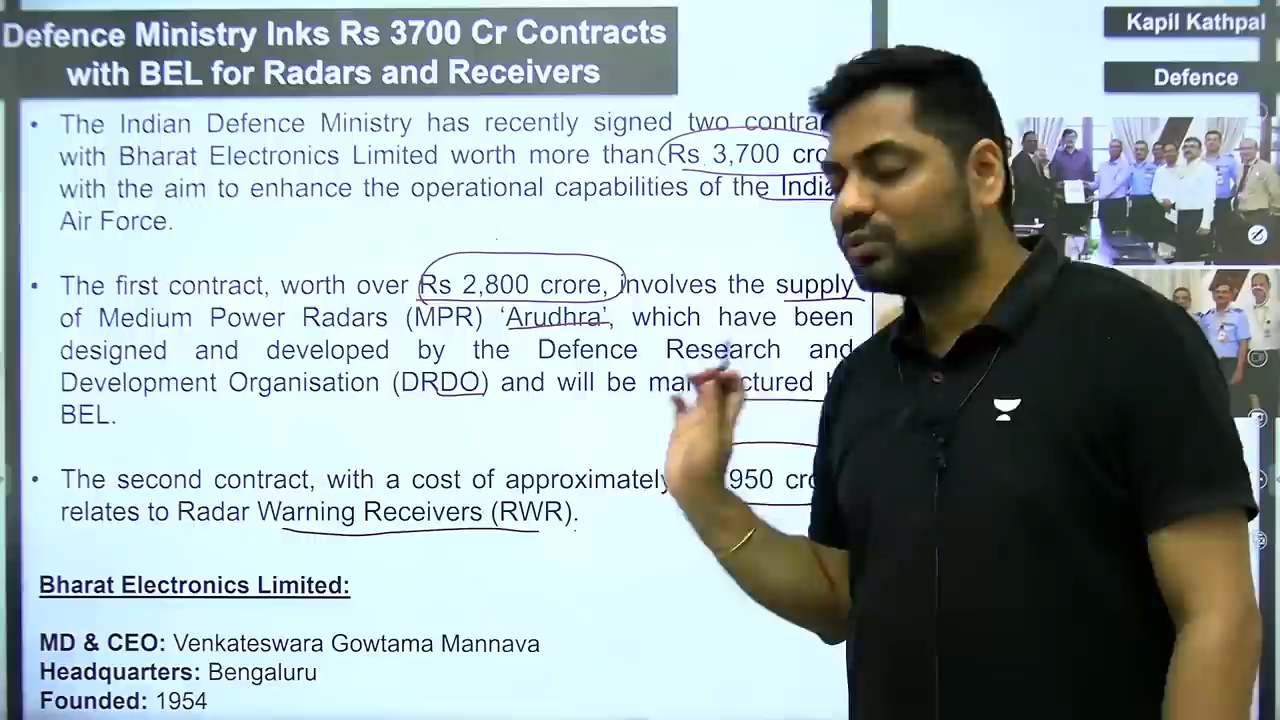 Defence Ministry Inks Rs 3700 Cr Contracts
with BEL for Radars and Receivers
Kapil Kathpal
Defence
• The Indian Defence Ministry has recently signed two
with Bharat Electronics Limited worth more than Rs 3,700
with the aim to enhance the operational capabilities of the
Air Force.
• The first contract, worth over Rs 2,800 crore, involves the supply
of Medium Power Radars (MPR) ‘Arudhra’, which have been
designed and developed by the Defence Research and
Development Organisation (DRDO) and will be
BEL.
• The second contract, with a cost of approximately 950
relates to Radar Warning Receivers (RWR).
Bharat Electronics Limited:
MD & CEO: Venkateswara Gowtama Mannava
Headquarters: Bengaluru
Founded: 1954